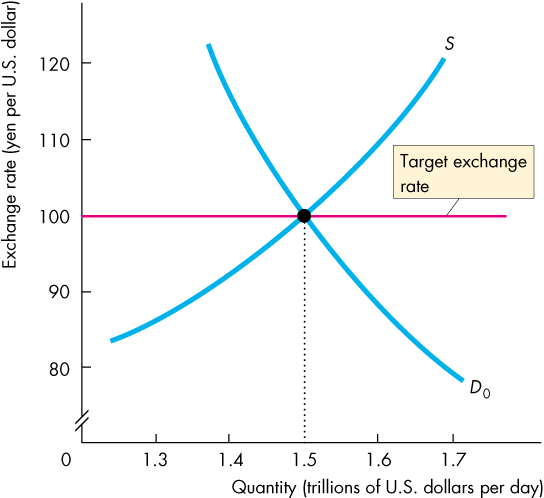 Exchange rate (yen per U.S. dollar)
120
110
100
90
80
0
S
Target exchange
rate
D0
1.3 1.4 1.5 1.6 1.7
Quantity (trillions of U.S. dollars per day)